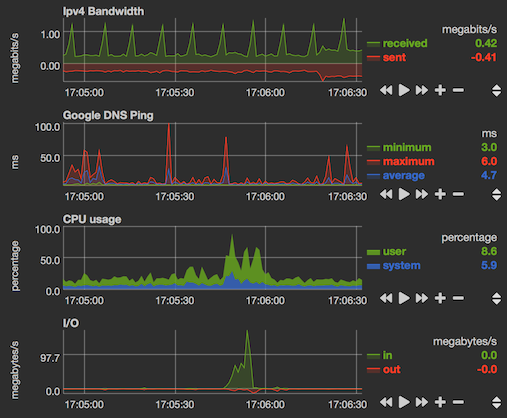 Ipv4 Bandwidth
megabits/s
1.00
0.00
17:05:00 17:05:30 17:06:00 17:06:30
megabits/s
received 0.42
sent -0.41
Google DNS Ping
ms
100.0
50.0
0.0
17:05:00 17:05:30 17:06:00 17:06:30
ms
minimum 3.0
maximum 6.0
average 4.7
CPU usage
percentage
100.0
50.0
0.0
17:05:00 17:05:30 17:06:00 17:06:30
percentage
user 8.6
system 5.9
I/O
megabytes/s
97.7
0.0
17:05:00 17:05:30 17:06:00 17:06:30
megabytes/s
in 0.0
out -0.0